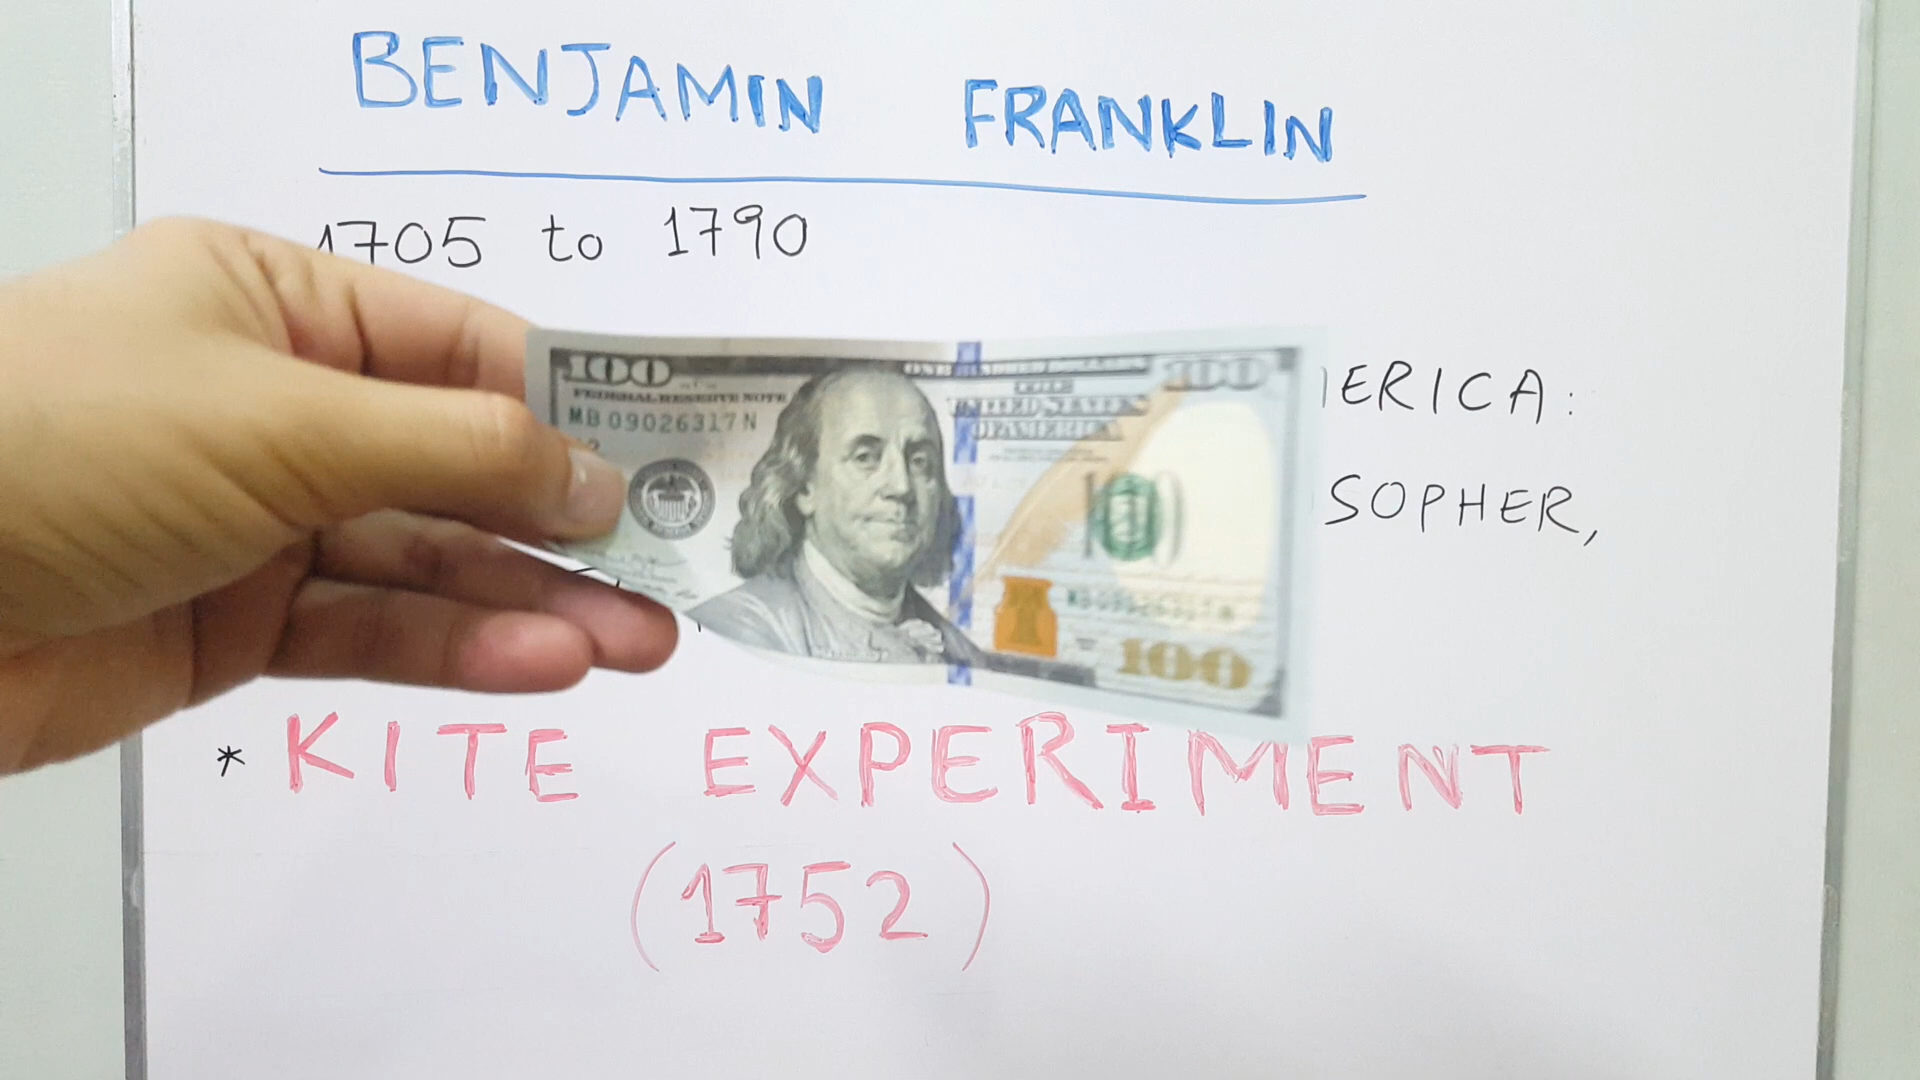 BENJAMIN FRANKLIN
1705 to 1790
ERICA:
SOPHER,
100
FEDERAL RESERVE NOTE
MB 09026317 N
ONE HUNDRED DOLLARS
THE
UNITED STATES
OF AMERICA
100
100
* KITE EXPERIMENT
(1752)